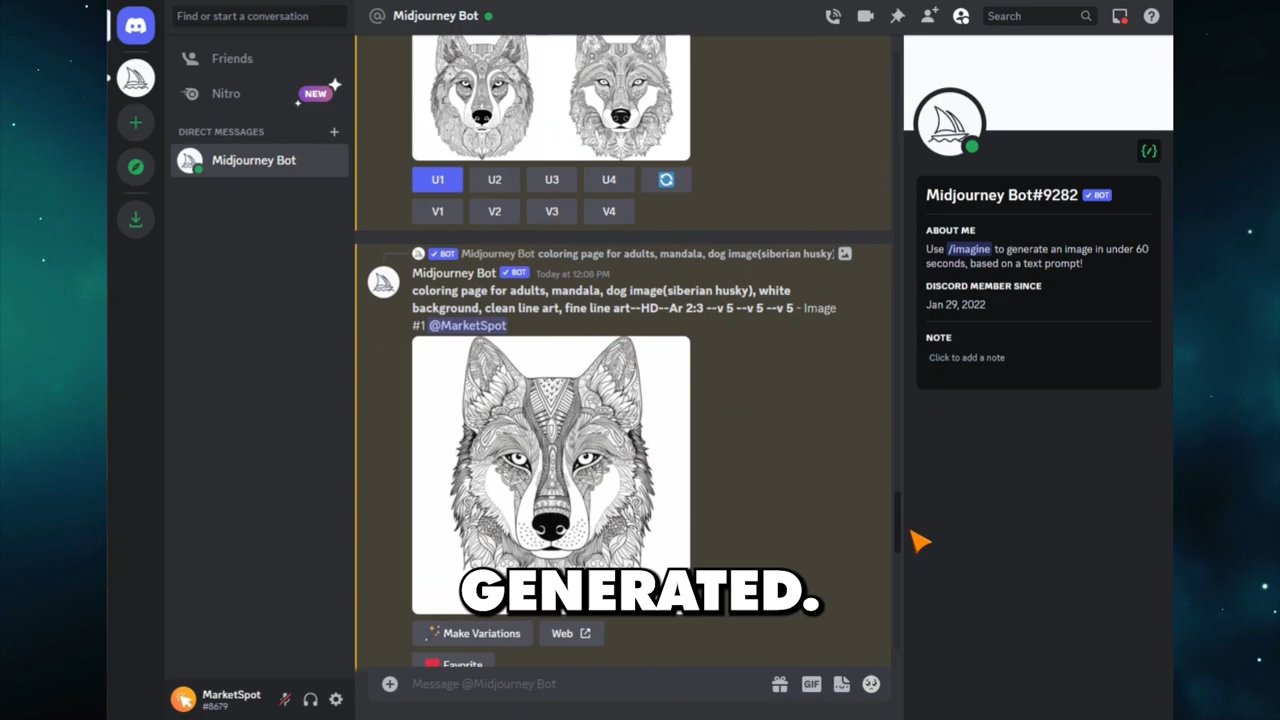 Find or start a conversation
Friends
Nitro
NEW
DIRECT MESSAGES
Midjourney Bot
MarketSpot
#8679
Midjourney Bot
Search
U1 U2 U3 U4
V1 V2 V3 V4
BOT Midjourney Bot coloring page for adults, mandala, dog image(siberian husky)
Midjourney Bot BOT Today at 12:08 PM
coloring page for adults, mandala, dog image(siberian husky), white
background, clean line art, fine line art--HD--Ar 2:3 --v 5 --v 5 --v 5 - Image
#1 @MarketSpot
GENERATED.
Make Variations Web
Favorite
Message @Midjourney Bot
GIF
Midjourney Bot#9282 BOT
ABOUT ME
Use /imagine to generate an image in under 60
seconds, based on a text prompt!
DISCORD MEMBER SINCE
Jan 29, 2022
NOTE
Click to add a note